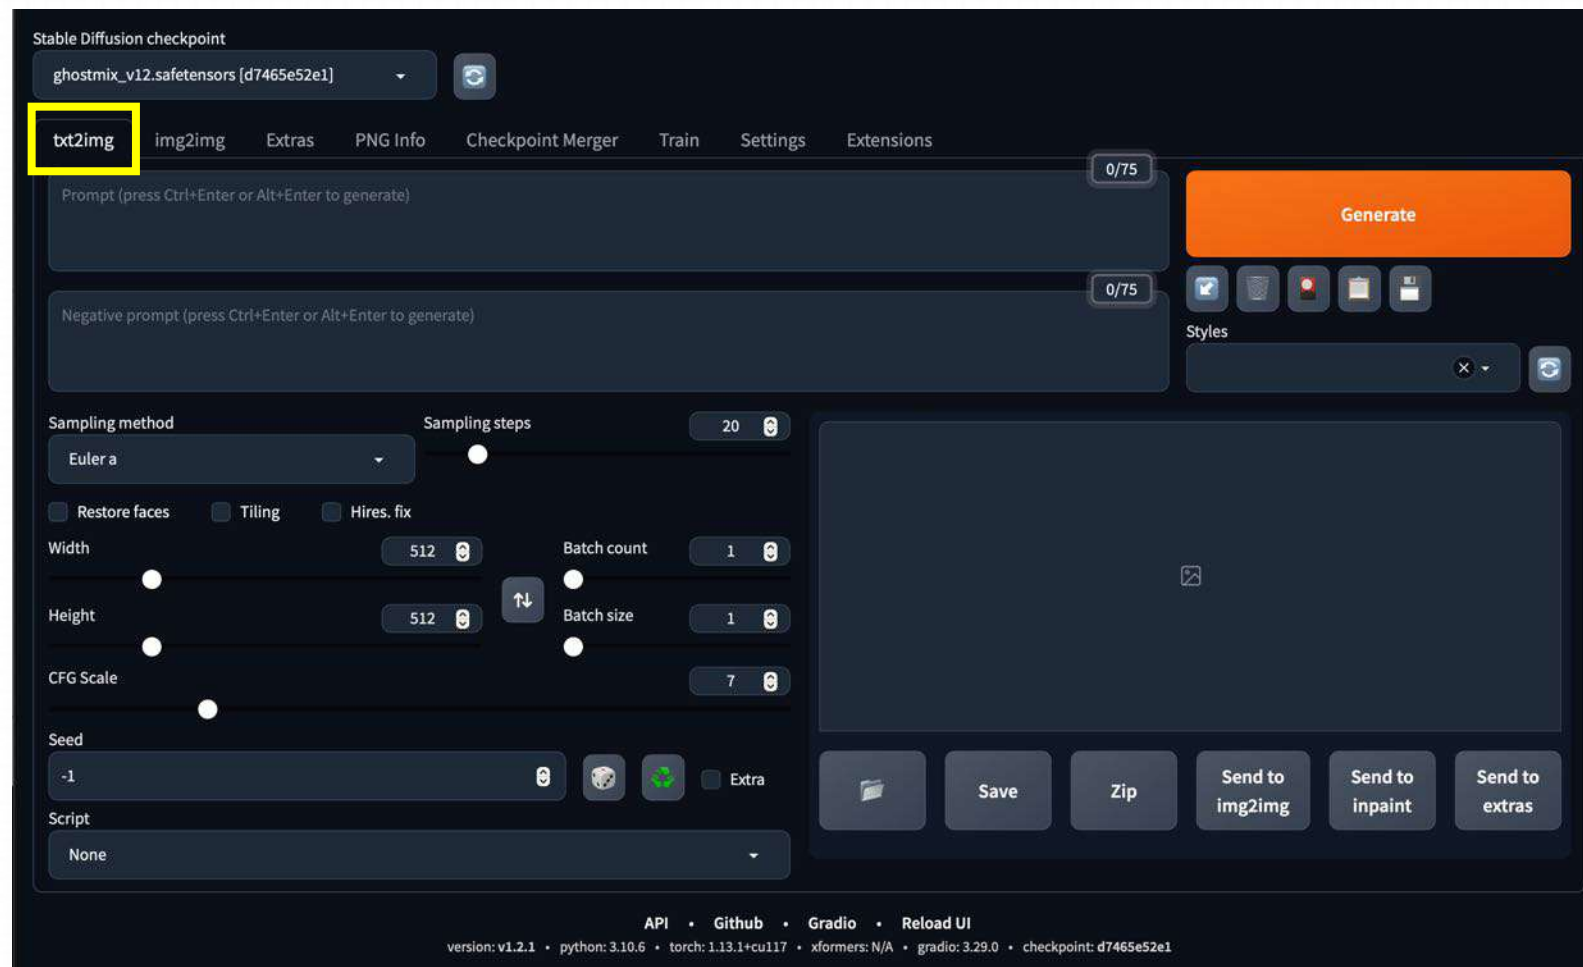 Stable Diffusion checkpoint
ghostmix_v12.safetensors [d7465e52e1]
txt2img img2img Extras PNG Info Checkpoint Merger Train Settings Extensions
0/75
Prompt (press Ctrl+Enter or Alt+Enter to generate)
Generate
0/75
Negative prompt (press Ctrl+Enter or Alt+Enter to generate)
Styles
Sampling method
Euler a
Sampling steps
20
Restore faces Tiling Hires. fix
Width
512
Batch count
1
Height
512
Batch size
1
CFG Scale
7
Seed
-1
Extra
Script
None
Save
Zip
Send to
img2img
Send to
inpaint
Send to
extras
API • Github • Gradio • Reload UI
version: v1.2.1 • python: 3.10.6 • torch: 1.13.1+cu117 • xformers: N/A • gradio: 3.29.0 • checkpoint: d7465e52e1